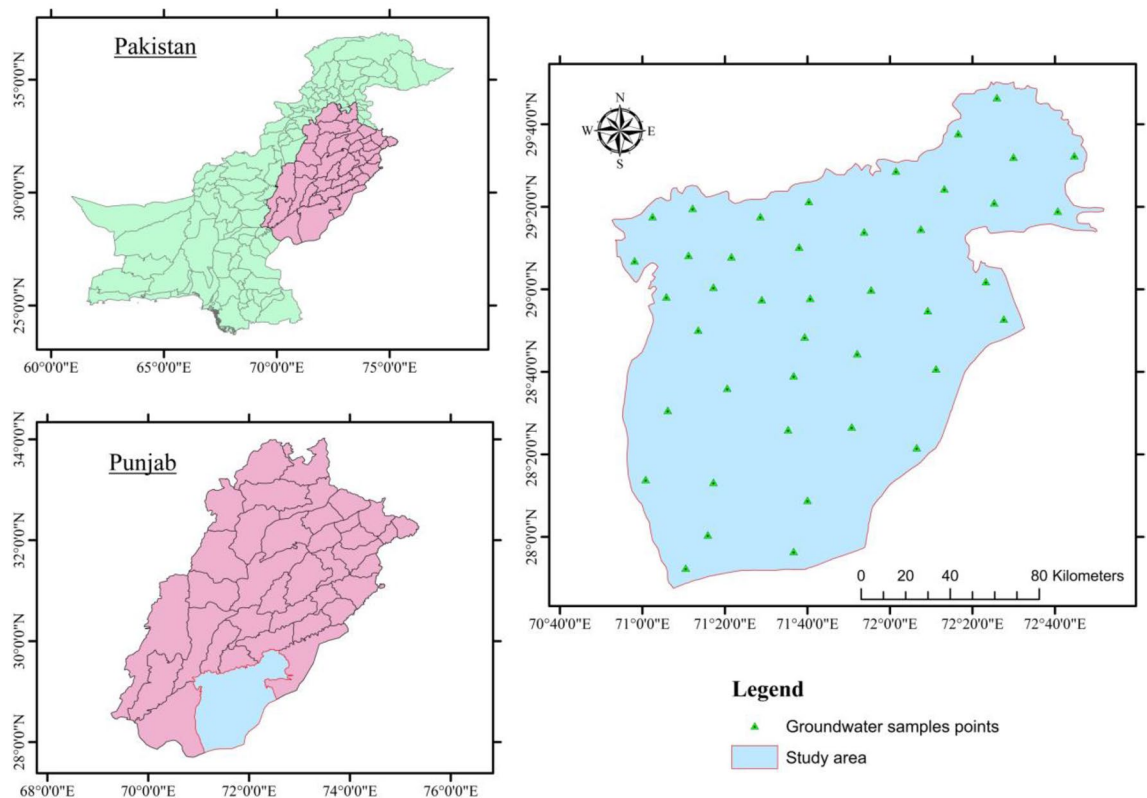 Pakistan
35°0'0"N
30°0'0"N
25°0'0"N
60°0'0"E
65°0'0"E
70°0'0"E
75°0'0"E
Punjab
34°0'0"N
32°0'0"N
30°0'0"N
28°0'0"N
68°0'0"E
70°0'0"E
72°0'0"E
74°0'0"E
76°0'0"E
N
W
E
S
29°40'0"N
29°20'0"N
29°0'0"N
28°40'0"N
28°20'0"N
28°0'0"N
0 20 40 80 Kilometers
70°40'0"E
71°0'0"E
71°20'0"E
71°40'0"E
72°0'0"E
72°20'0"E
72°40'0"E
Legend
Groundwater samples points
Study area